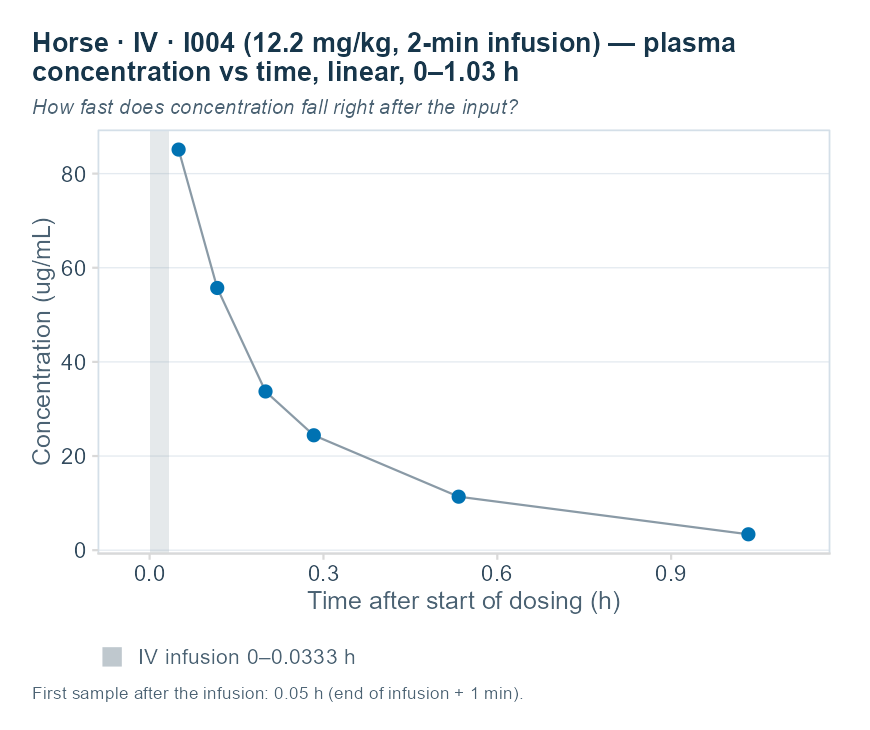 Horse · IV · I004 (12.2 mg/kg, 2-min infusion) — plasma
concentration vs time, linear, 0–1.03 h
How fast does concentration fall right after the input?
Concentration (ug/mL)
80
60
40
20
0
0.0 0.3 0.6 0.9
Time after start of dosing (h)
IV infusion 0–0.0333 h
First sample after the infusion: 0.05 h (end of infusion + 1 min).